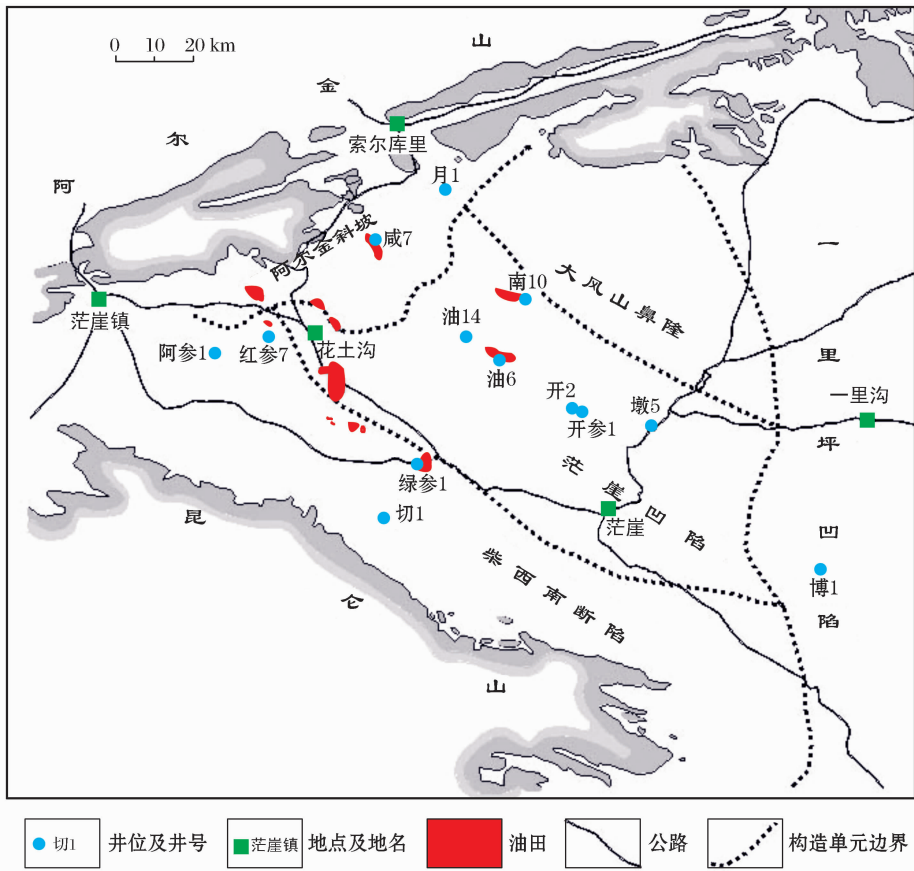 0 10 20 km
山
金
尔
阿
索尔库里
月1
阿尔金斜坡
咸7
一里坪凹陷
大风山鼻隆
南10
茫崖镇
油14
阿参1
红参7
花土沟
油6
开2
开参1
墩5
一里沟
绿参1
茫崖凹陷
切1
昆
茫崖
柴西南断陷
博1
仑
山
切1 井位及井号
茫崖镇 地点及地名
油田
公路
构造单元边界